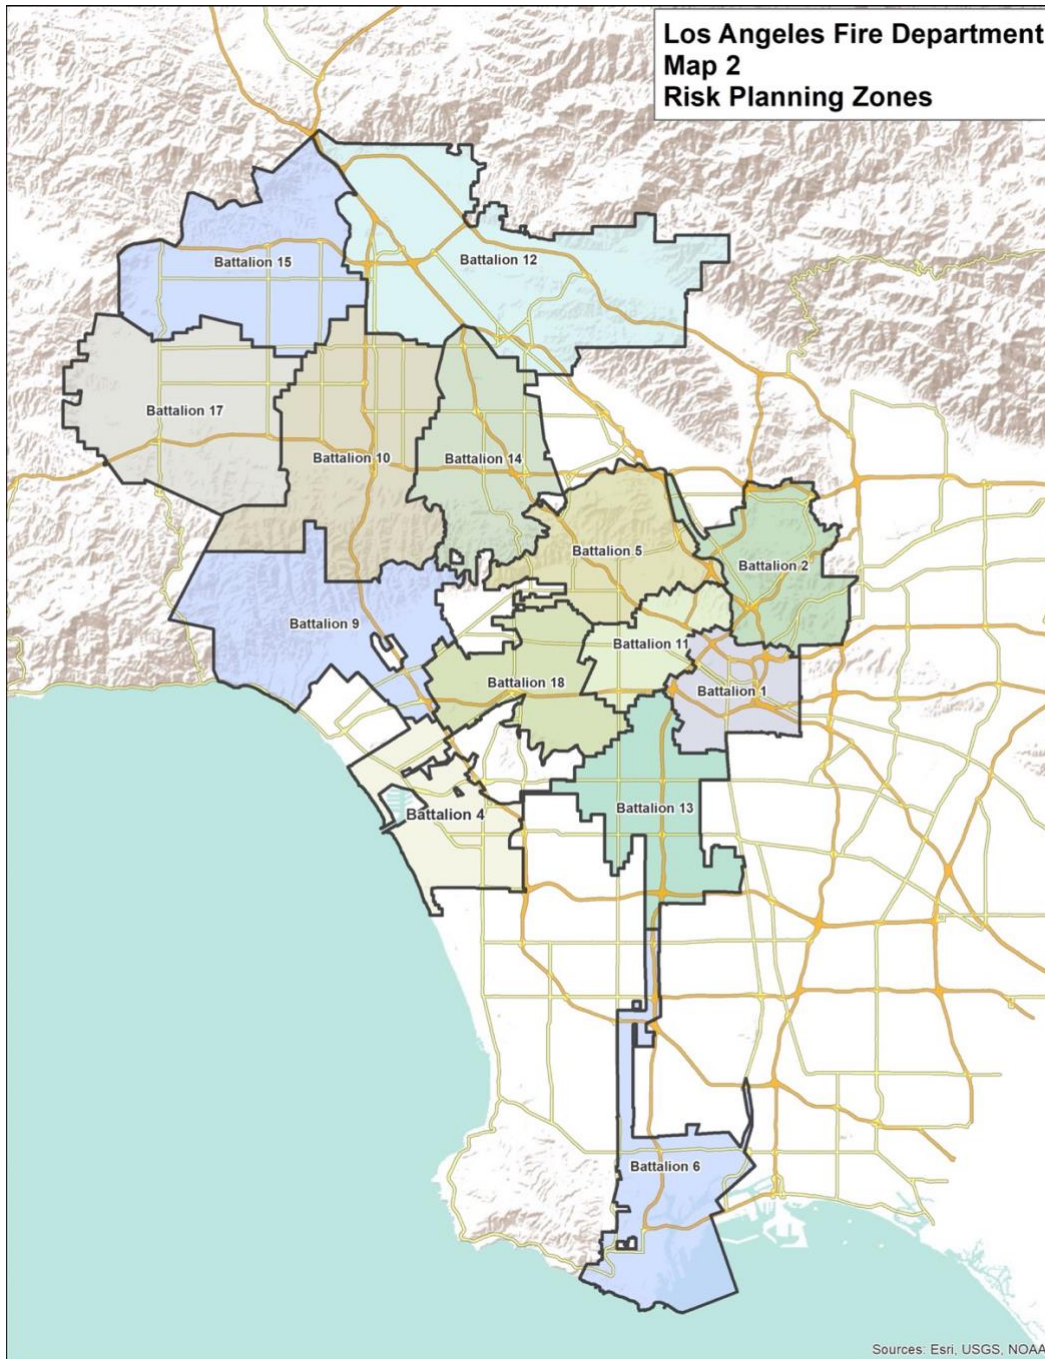 Los Angeles Fire Department
Map 2
Risk Planning Zones
Battalion 15
Battalion 12
Battalion 17
Battalion 10
Battalion 14
Battalion 5
Battalion 2
Battalion 9
Battalion 11
Battalion 18
Battalion 1
Battalion 13
Battalion 4
Battalion 6
Sources: Esri, USGS, NOAA